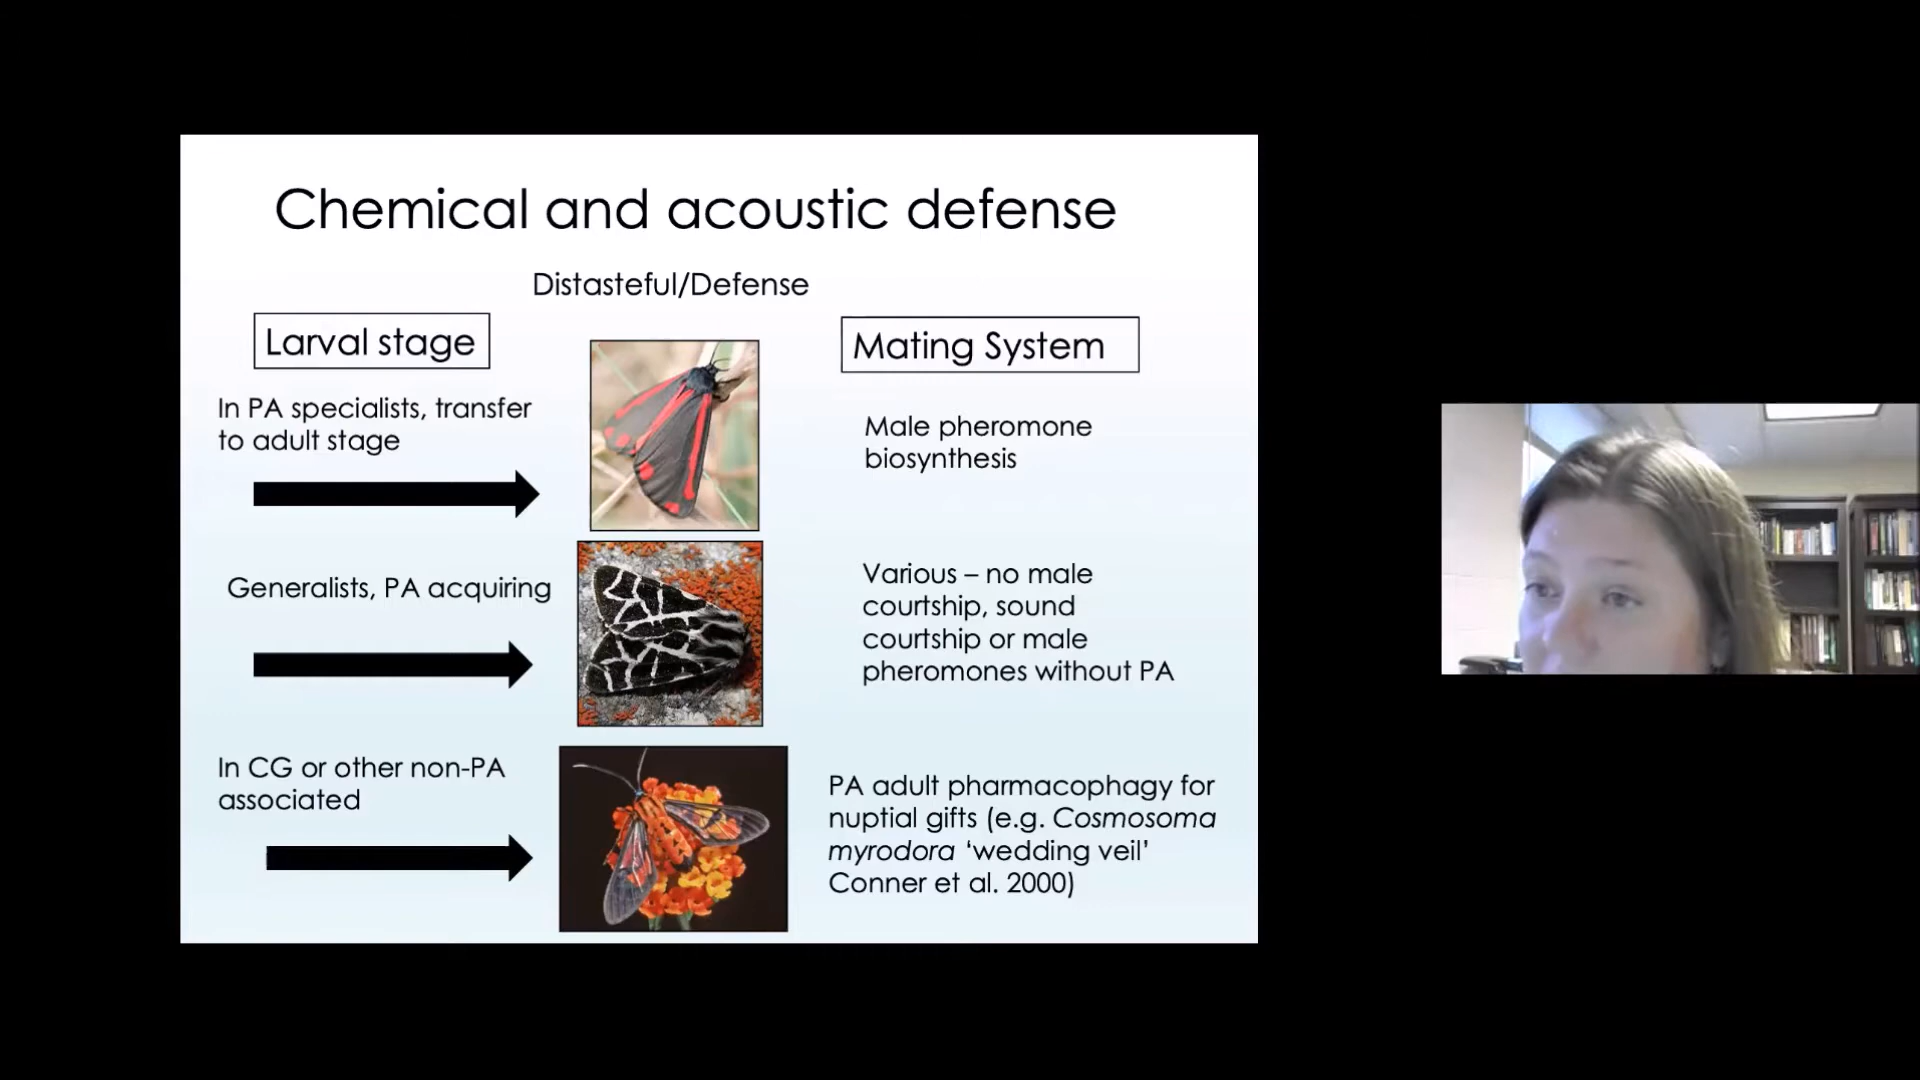 Chemical and acoustic defense
Distasteful/Defense
Larval stage
Mating System
In PA specialists, transfer
to adult stage
Male pheromone
biosynthesis
Generalists, PA acquiring
Various – no male
courtship, sound
courtship or male
pheromones without PA
In CG or other non-PA
associated
PA adult pharmacophagy for
nuptial gifts (e.g. Cosmosoma
myrodora ‘wedding veil’
Conner et al. 2000)